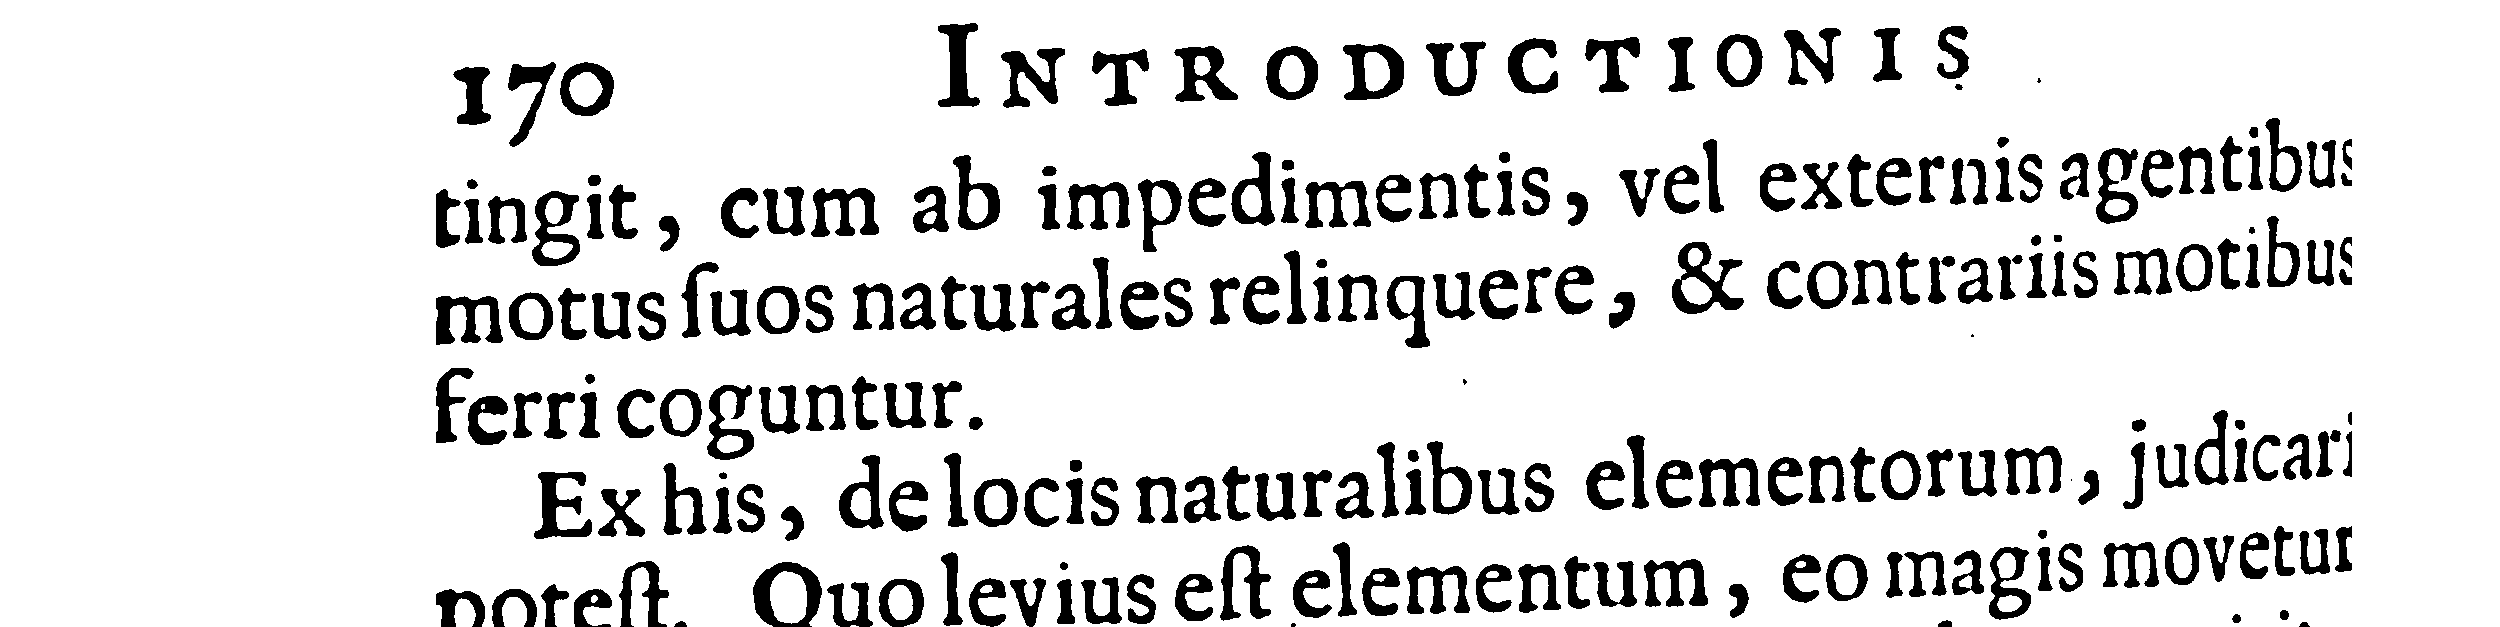 170 INTRODUCTIONIS
tingit, cum ab impedimentis, vel externis agentibus
motus ſuos naturales relinquere, & contrariis motibus
ferri coguntur.
Ex his, de locis naturalibus elementorum, judicari
poteſt. Quo levius eſt elementum, eo magis movetur